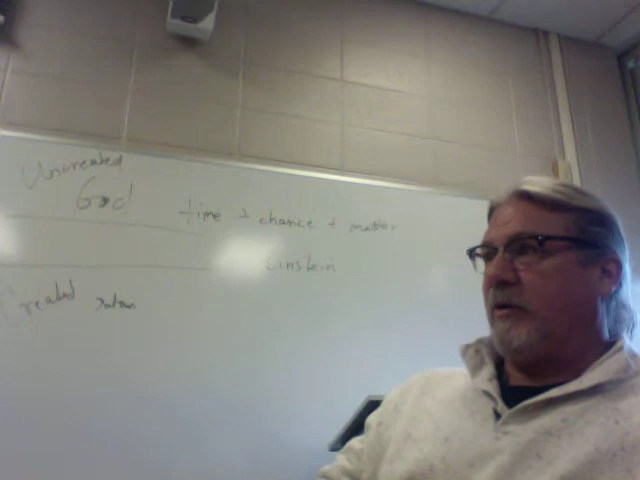 Uncreated
God
time + chance + matter
Einstein
Created satan